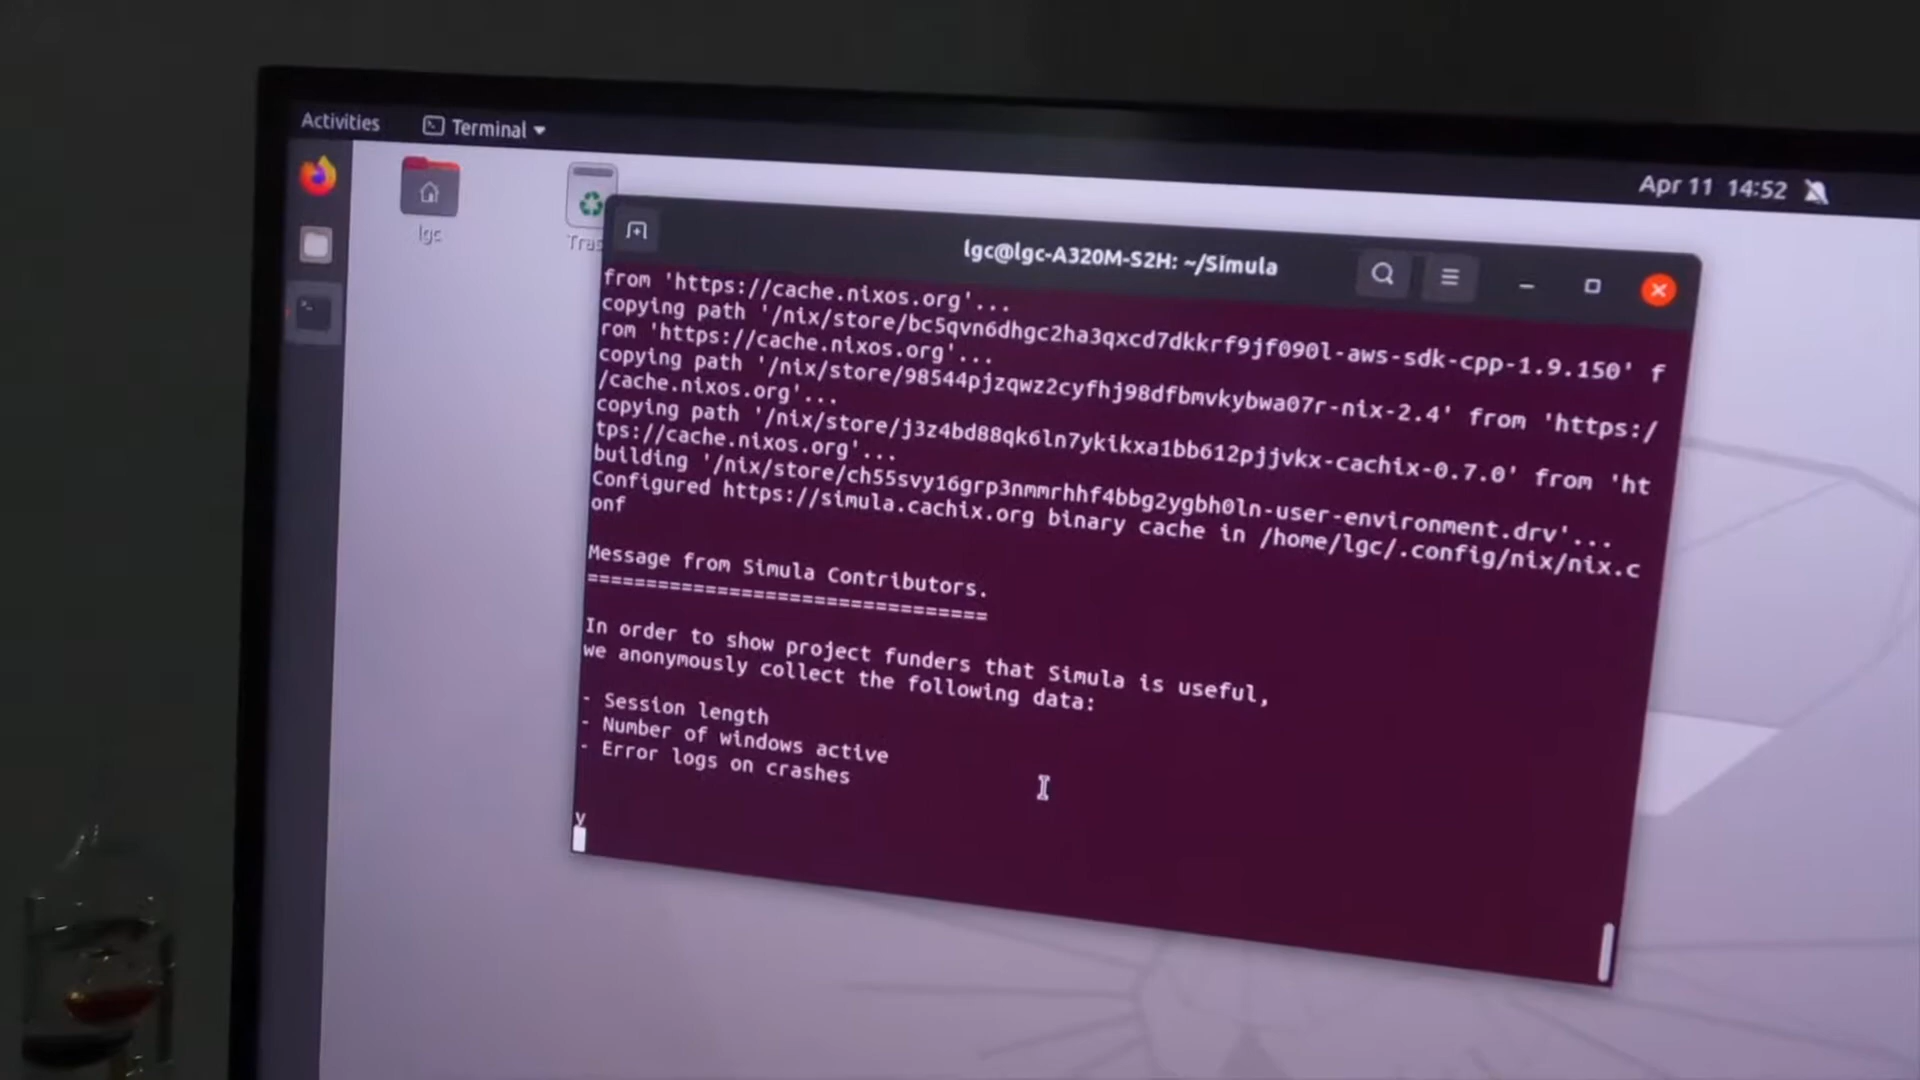 Activities
Terminal
Apr 11 14:52
lgc
Tras
lgc@lgc-A320M-S2H: ~/Simula
from 'https://cache.nixos.org'...
copying path '/nix/store/bc5qvn6dhgc2ha3qxcd7dkkrf9jf090l-aws-sdk-cpp-1.9.150' f
rom 'https://cache.nixos.org'...
copying path '/nix/store/98544pjzqwz2cyfhj98dfbmvkybwa07r-nix-2.4' from 'https:/
/cache.nixos.org'...
copying path '/nix/store/j3z4bd88qk6ln7ykikxa1bb612pjjvkx-cachix-0.7.0' from 'ht
tps://cache.nixos.org'...
building '/nix/store/ch55svy16grp3nmmrhhf4bbg2ygbh0ln-user-environment.drv'...
Configured https://simula.cachix.org binary cache in /home/lgc/.config/nix/nix.c
onf
Message from Simula Contributors.
=================================
In order to show project funders that Simula is useful,
we anonymously collect the following data:
- Session length
- Number of windows active
- Error logs on crashes
y